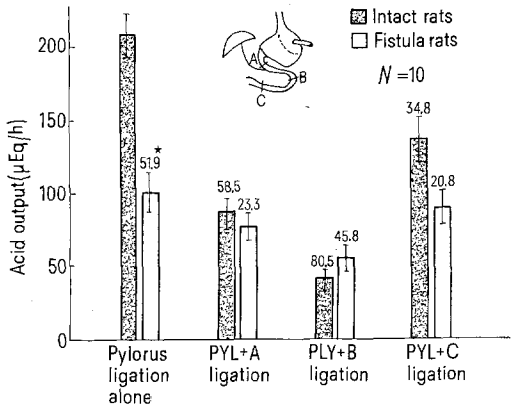 Intact rats
Fistula rats
N=10
A
B
C
Acid output(μEq/h)
200
150
100
50
0
51,9
*
58,5
23,3
80,5
45,8
34,8
20,8
Pylorus
ligation
alone
PYL+A
ligation
PLY+B
ligation
PYL+C
ligation